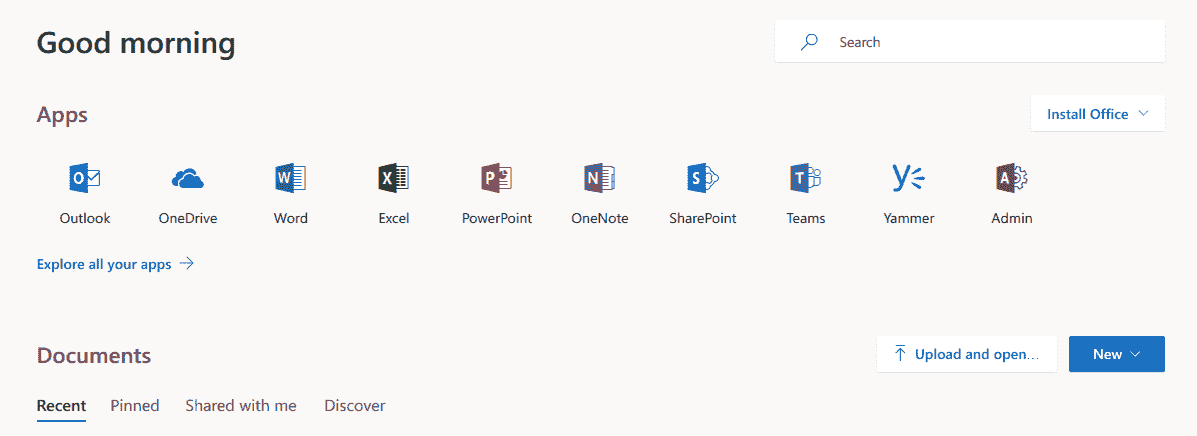 Good morning
Search
Apps
Install Office
Outlook OneDrive Word Excel PowerPoint OneNote SharePoint Teams Yammer Admin
Explore all your apps
Documents
Upload and open...
New
Recent Pinned Shared with me Discover